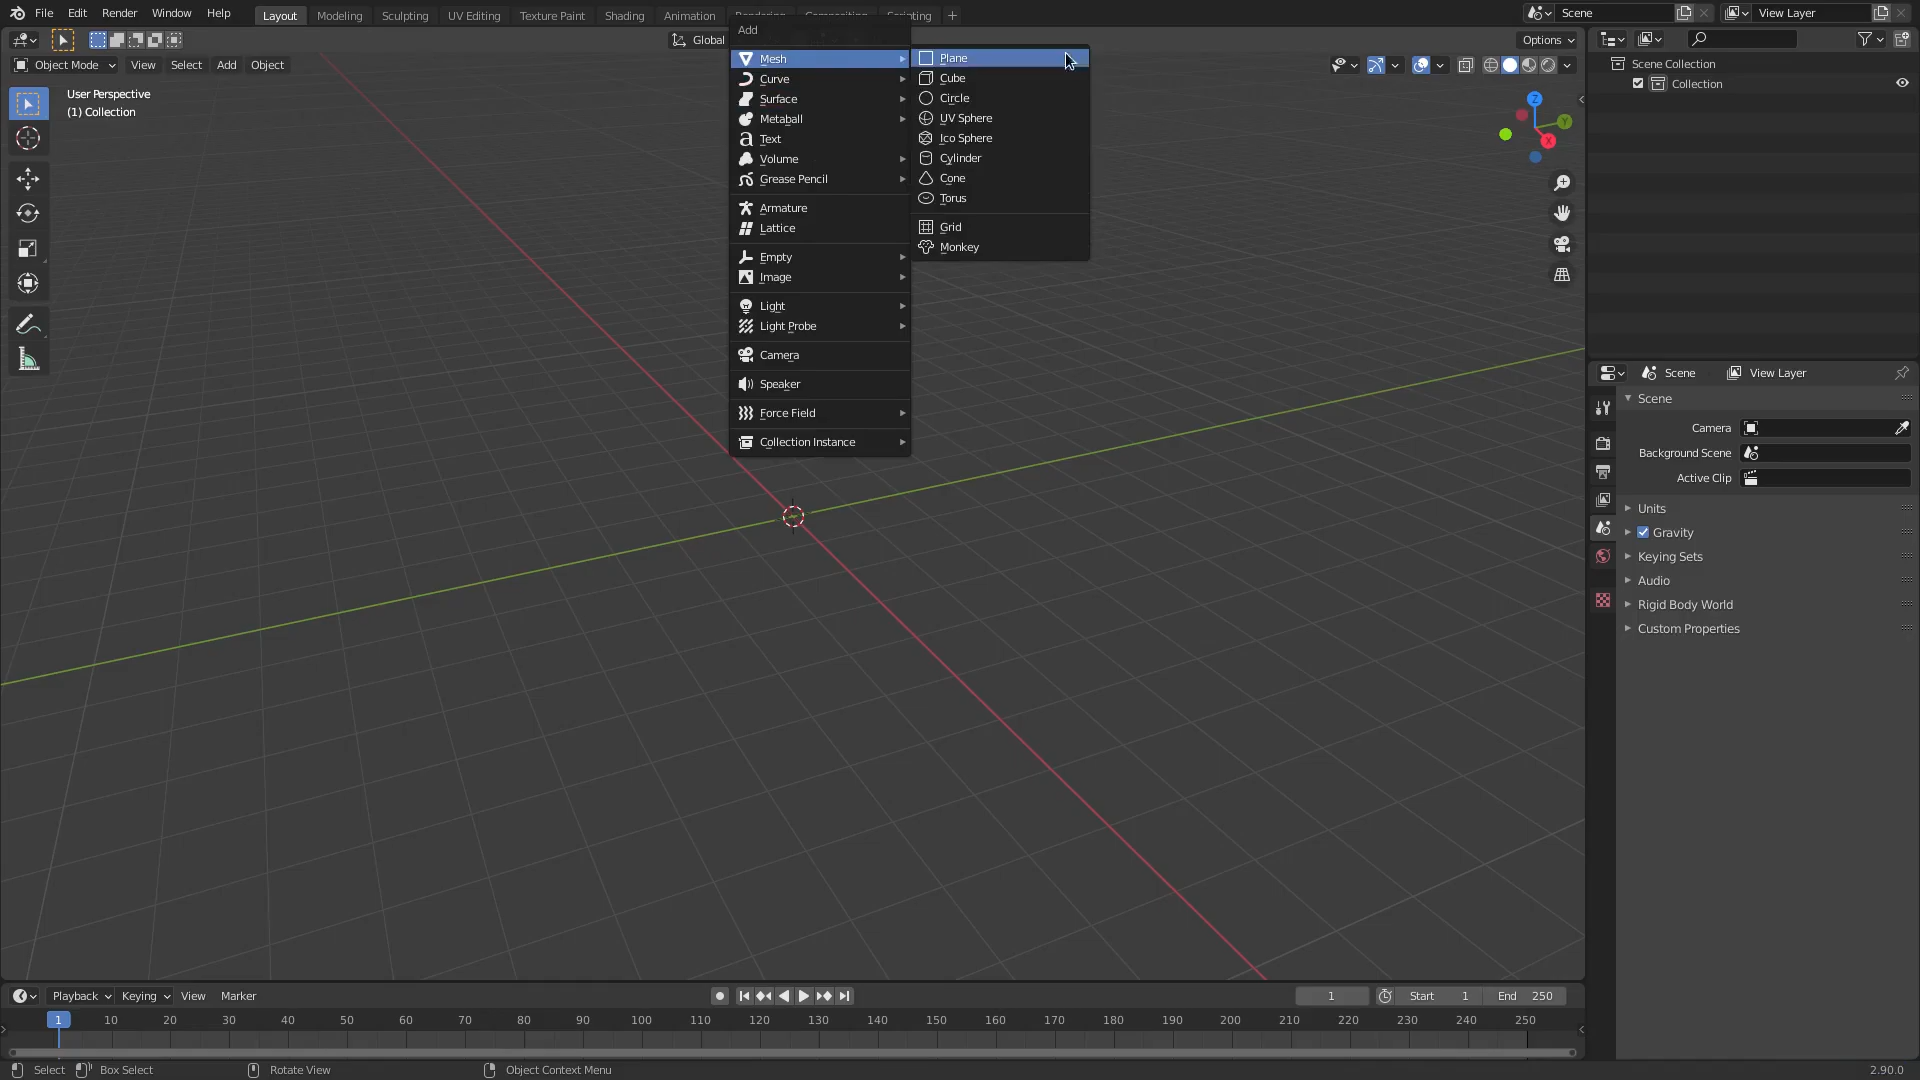 File Edit Render Window Help
Layout Modeling Sculpting UV Editing Texture Paint Shading Animation Rendering Compositing Scripting +
Scene
View Layer
Global
Options
Object Mode View Select Add Object
User Perspective
(1) Collection
Add
Mesh
Curve
Surface
Metaball
Text
Volume
Grease Pencil
Armature
Lattice
Empty
Image
Light
Light Probe
Camera
Speaker
Force Field
Collection Instance
Plane
Cube
Circle
UV Sphere
Ico Sphere
Cylinder
Cone
Torus
Grid
Monkey
Z
Y
X
Scene Collection
Collection
Scene View Layer
Scene
Camera
Background Scene
Active Clip
Units
Gravity
Keying Sets
Audio
Rigid Body World
Custom Properties
Playback Keying View Marker
1 Start 1 End 250
1 10 20 30 40 50 60 70 80 90 100 110 120 130 140 150 160 170 180 190 200 210 220 230 240 250
Select Box Select Rotate View Object Context Menu 2.90.0